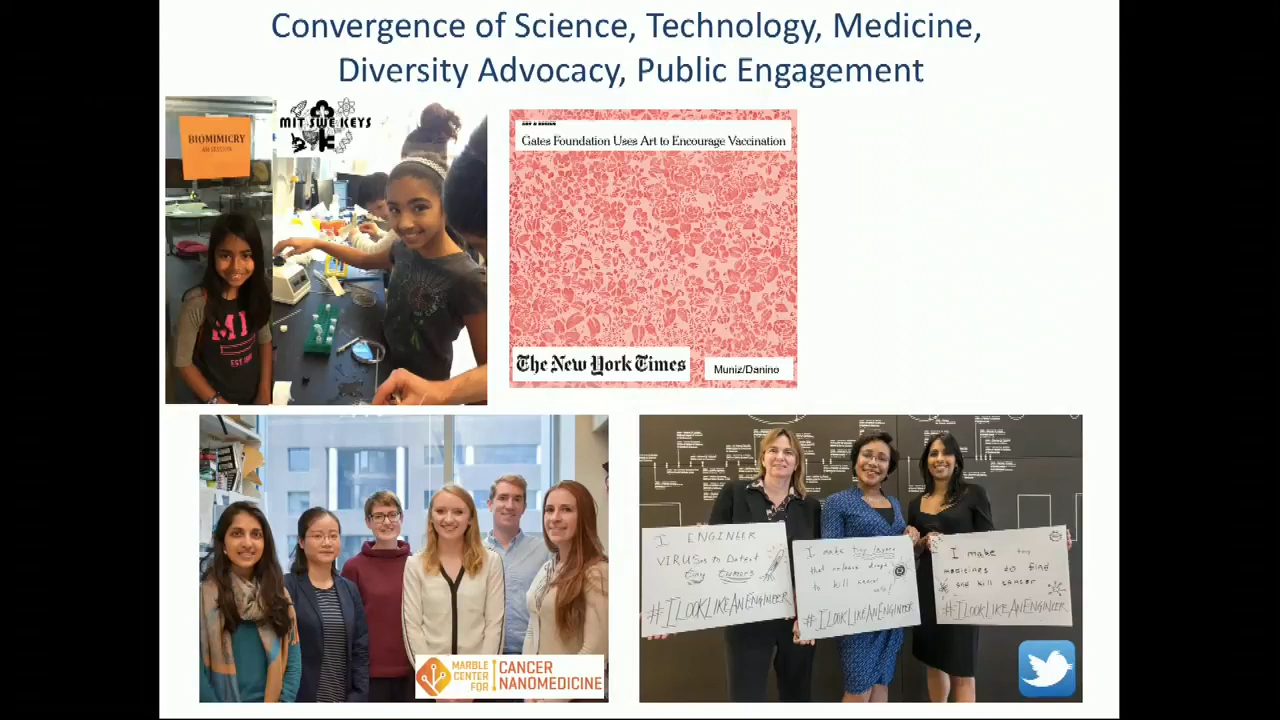 Convergence of Science, Technology, Medicine,
Diversity Advocacy, Public Engagement
BIOMIMICRY
MIT SWE KEYS
ART & DESIGN
Gates Foundation Uses Art to Encourage Vaccination
The New York Times
Muniz/Danino
MARBLE
CENTER
FOR
CANCER
NANOMEDICINE
I ENGINEER
VIRUSes to Detect
tiny tumors
#ILOOKLIKEANENGINEER
I make tiny
that release drugs
to kill cancer
cells!
#ILOOKLIKEANENGINEER
I make tiny
medicines to find
and kill cancer
#ILOOKLIKEANENGINEER